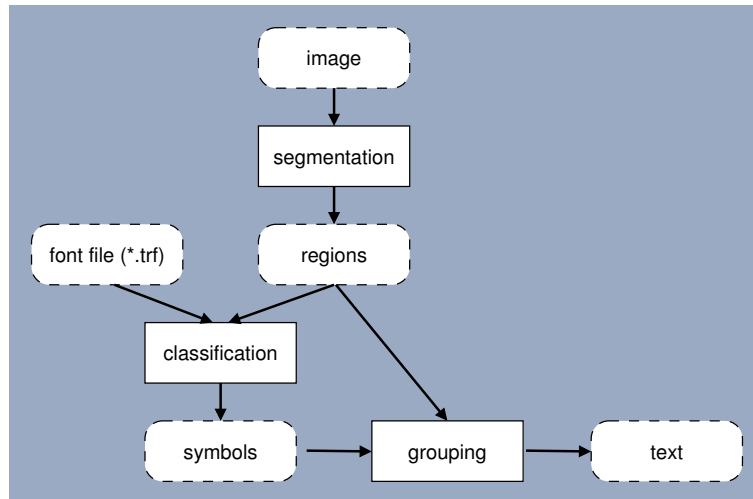 image
segmentation
font file (*.trf)
regions
classification
symbols
grouping
text